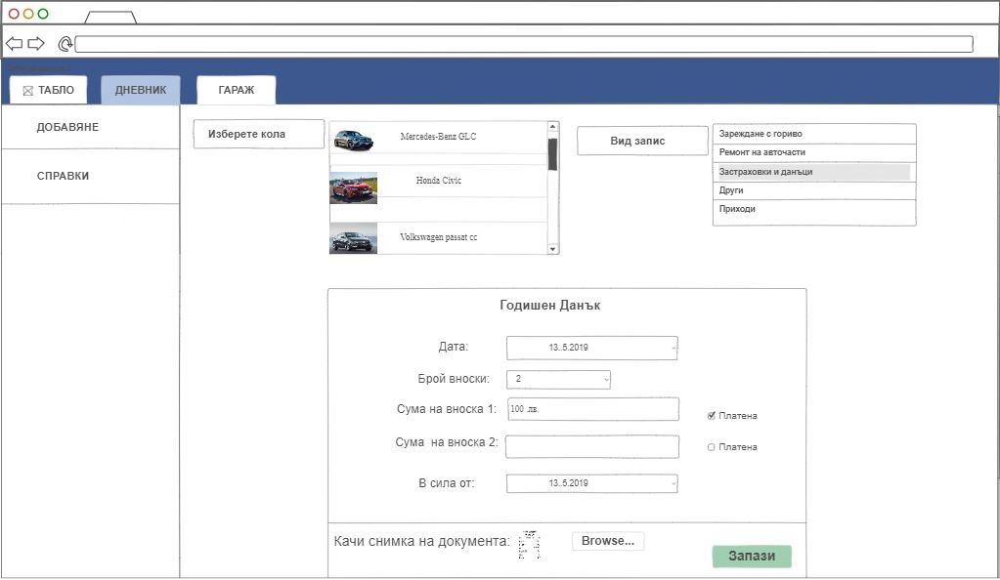 ТАБЛО
ДНЕВНИК
ГАРАЖ
ДОБАВЯНЕ
СПРАВКИ
Изберете кола
Mercedes-Benz GLC
Honda Civic
Volkswagen passat cc
Вид запис
Зареждане с гориво
Ремонт на авточасти
Застраховки и данъци
Други
Приходи
Годишен Данък
Дата: 13..5.2019
Брой вноски: 2
Сума на вноска 1: 100 лв. Платена
Сума на вноска 2: Платена
В сила от: 13..5.2019
Качи снимка на документа: Browse...
Запази